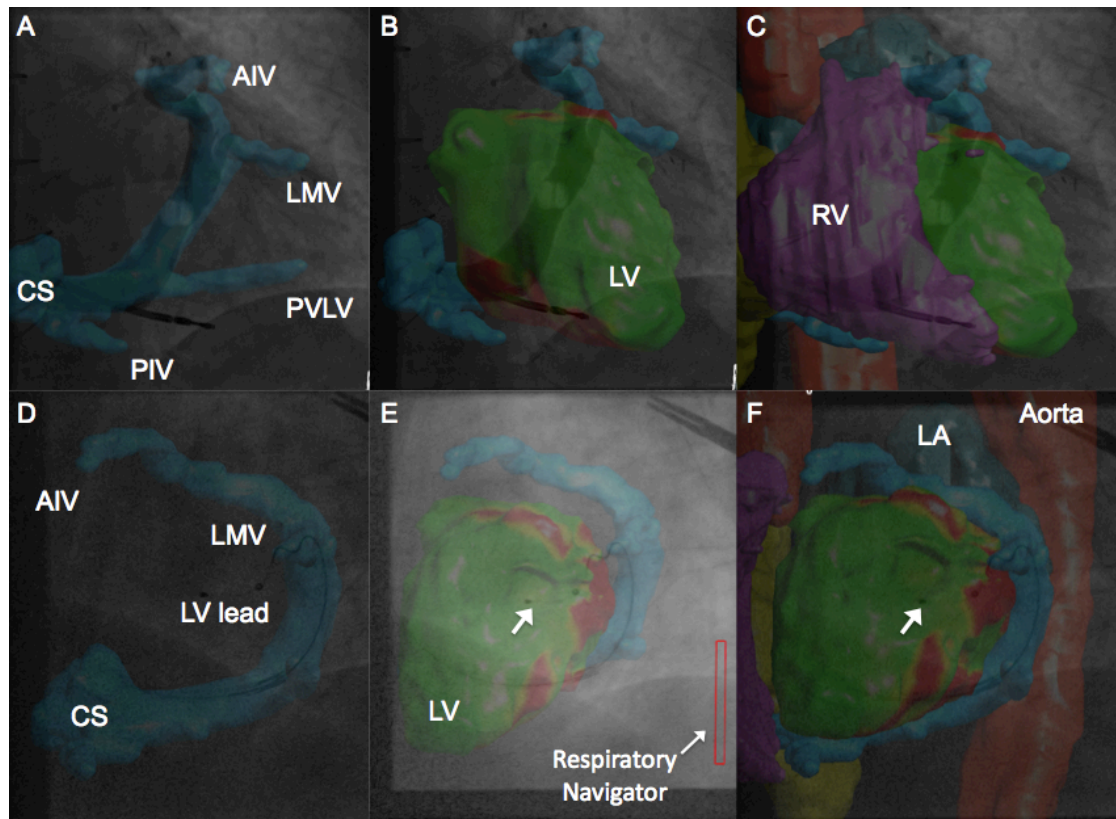 A
AIV
LMV
CS
PVLV
PIV
B
LV
C
RV
D
AIV
LMV
LV lead
CS
E
LV
Respiratory
Navigator
F
LA
Aorta